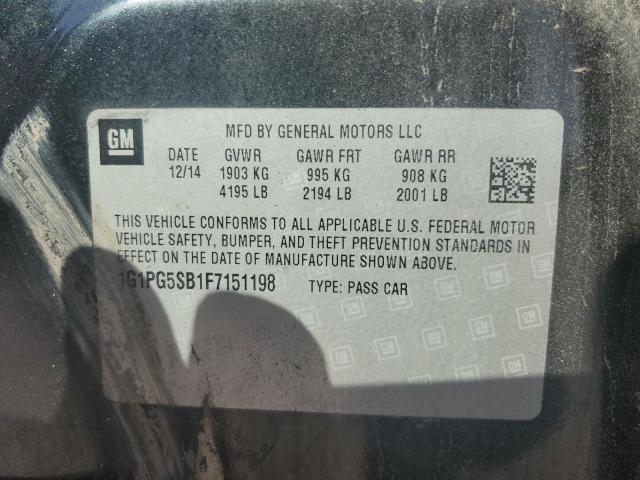 GM
MFD BY GENERAL MOTORS LLC
DATE GVWR GAWR FRT GAWR RR
12/14 1903 KG 995 KG 908 KG
4195 LB 2194 LB 2001 LB
THIS VEHICLE CONFORMS TO ALL APPLICABLE U.S. FEDERAL MOTOR
VEHICLE SAFETY, BUMPER, AND THEFT PREVENTION STANDARDS IN
EFFECT ON THE DATE OF MANUFACTURE SHOWN ABOVE.
1G1PG5SB1F7151198 TYPE: PASS CAR